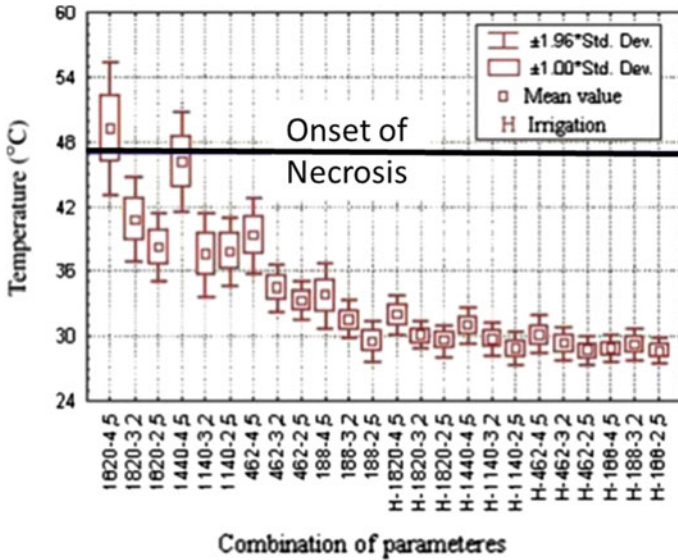 60
54
48
42
36
30
24
Temperature (°C)
±1.96*Std. Dev.
±1.00*Std. Dev.
Mean value
H Irrigation
Onset of
Necrosis
1820-4,5
1820-3,2
1820-2,5
1440-4,5
1140-3,2
1140-2,5
462-4,5
462-3,2
462-2,5
188-4,5
188-3,2
188-2,5
H-1820-4,5
H-1820-3,2
H-1820-2,5
H-1440-4,5
H-1140-3,2
H-1140-2,5
H-462-4,5
H-462-3,2
H-462-2,5
H-188-4,5
H-188-3,2
H-188-2,5
Combination of parameteres